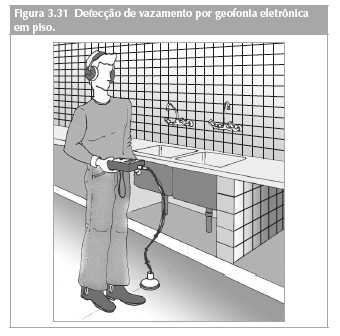 Figura 3.31 Detecção de vazamento por geofonia eletrônica
em piso.